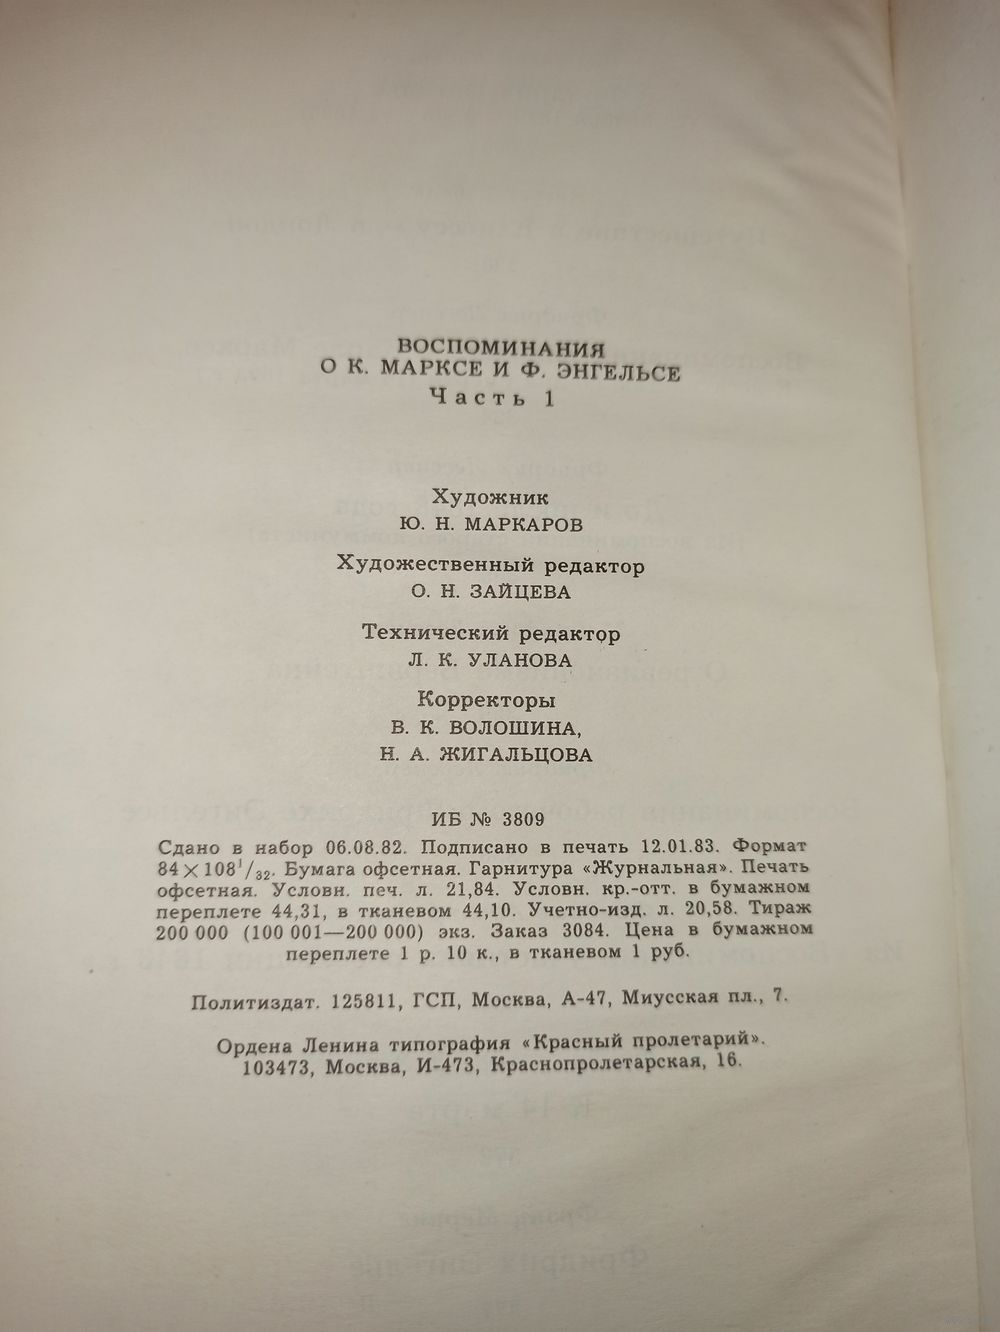 ВОСПОМИНАНИЯ
О К. МАРКСЕ И Ф. ЭНГЕЛЬСЕ
Часть 1
Художник
Ю. Н. МАРКАРОВ
Художественный редактор
О. Н. ЗАЙЦЕВА
Технический редактор
Л. К. УЛАНОВА
Корректоры
В. К. ВОЛОШИНА,
Н. А. ЖИГАЛЬЦОВА
ИБ № 3809
Сдано в набор 06.08.82. Подписано в печать 12.01.83. Формат
84×108¹/₃₂. Бумага офсетная. Гарнитура «Журнальная». Печать
офсетная. Условн. печ. л. 21,84. Условн. кр.-отт. в бумажном
переплете 44,31, в тканевом 44,10. Учетно-изд. л. 20,58. Тираж
200 000 (100 001—200 000) экз. Заказ 3084. Цена в бумажном
переплете 1 р. 10 к., в тканевом 1 руб.
Политиздат. 125811, ГСП, Москва, А-47, Миусская пл., 7.
Ордена Ленина типография «Красный пролетарий».
103473, Москва, И-473, Краснопролетарская, 16.